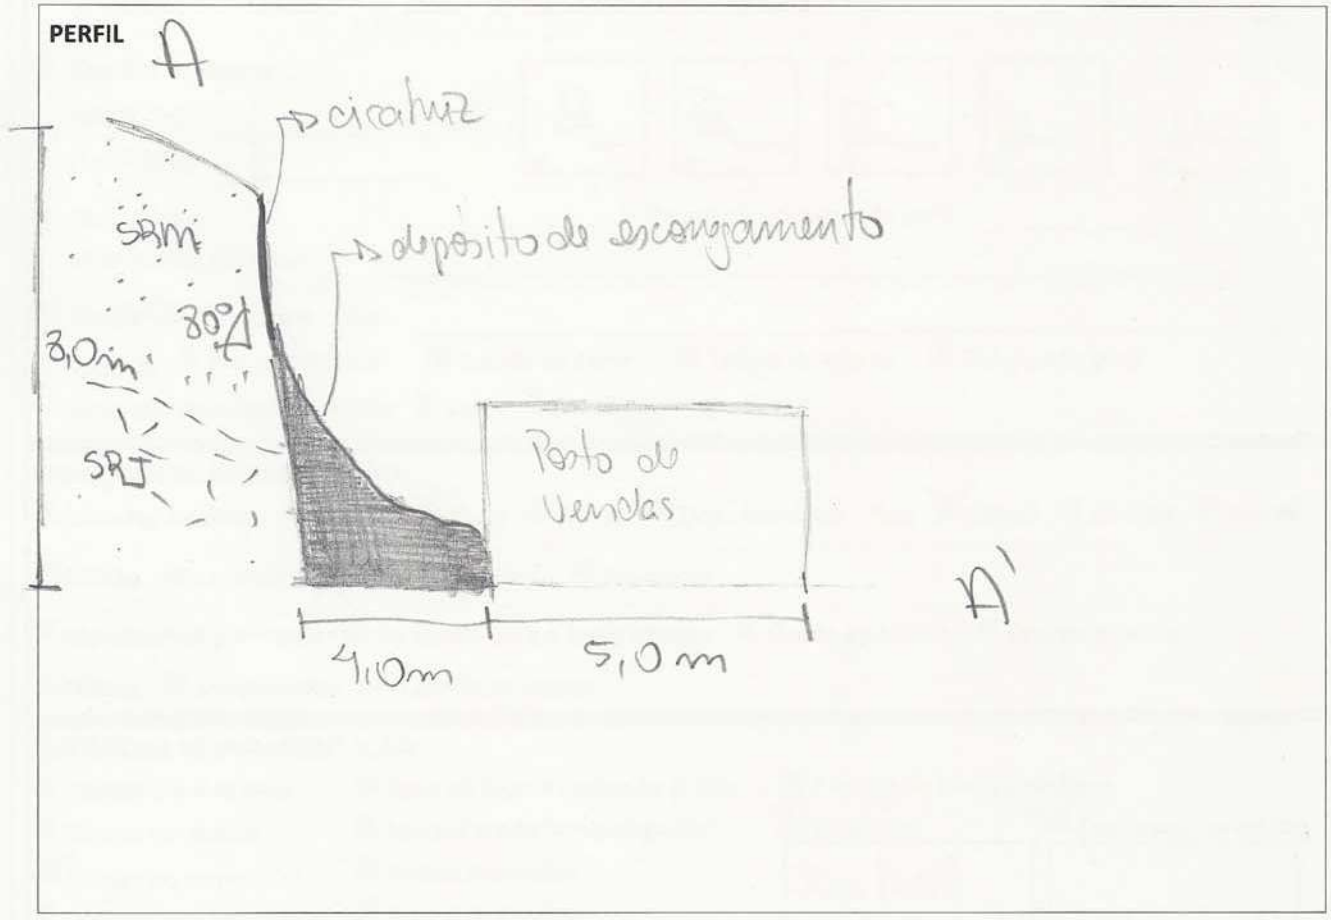 PERFIL
A
cicatriz
depósito de escorregamento
SRM
80°
8,0m
SRJ
Posto de
Vendas
A'
4,0m
5,0m